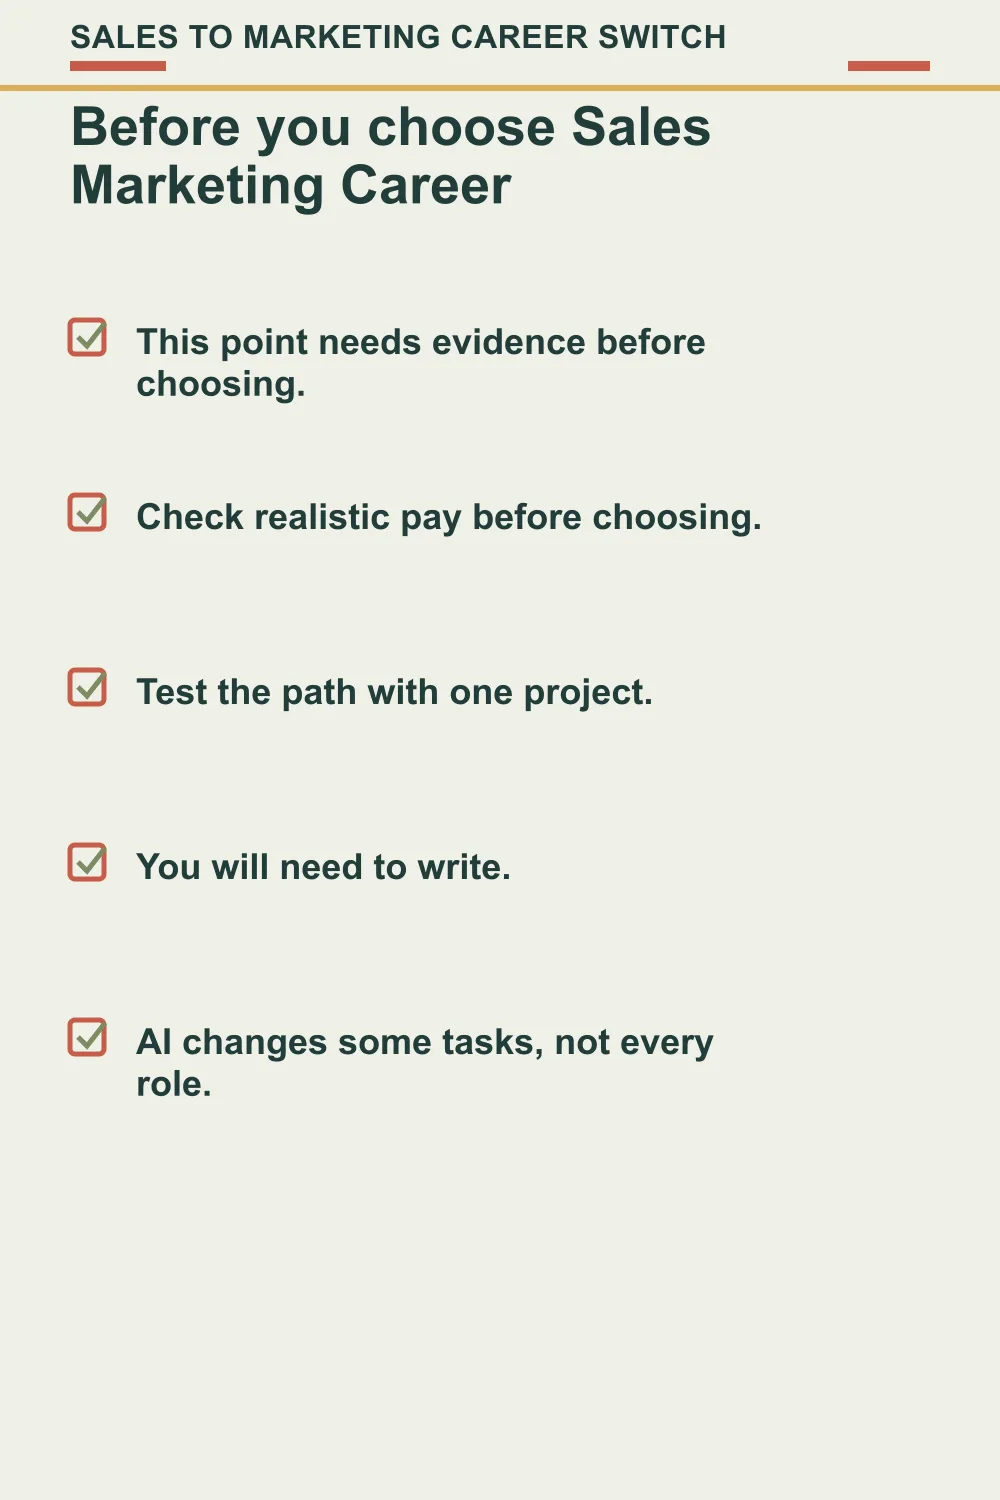 SALES TO MARKETING CAREER SWITCH
Before you choose Sales
Marketing Career
This point needs evidence before
choosing.
Check realistic pay before choosing.
Test the path with one project.
You will need to write.
AI changes some tasks, not every
role.